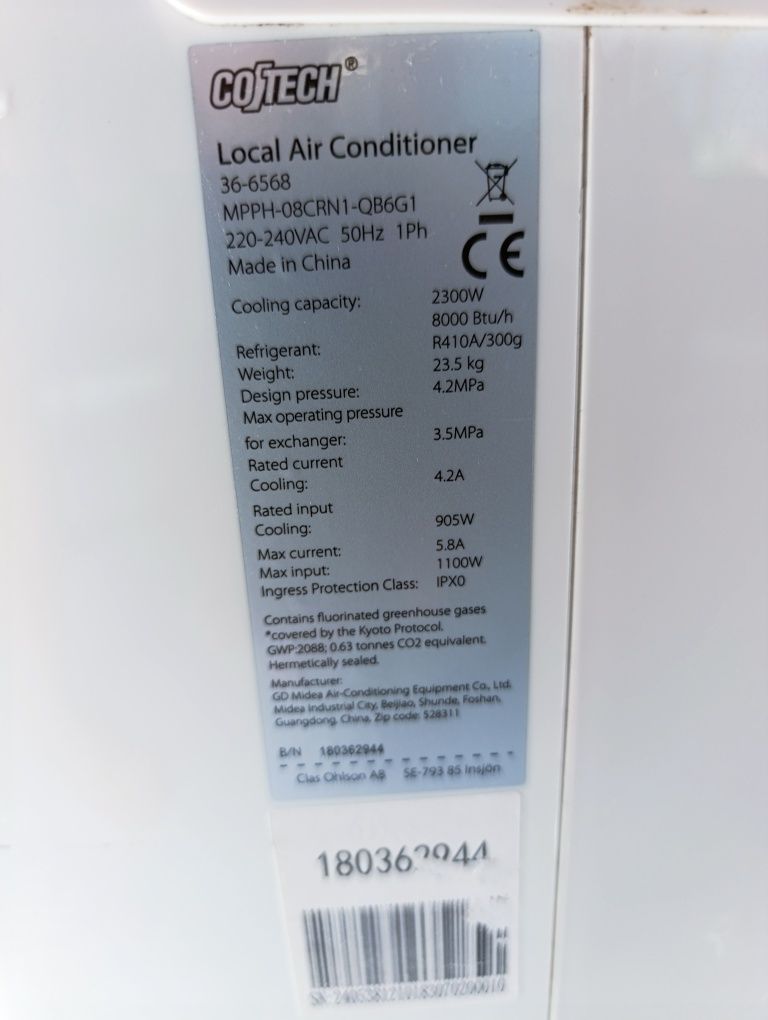 COTECH®
Local Air Conditioner
36-6568
MPPH-08CRN1-QB6G1
220-240VAC 50Hz 1Ph
Made in China
CE
Cooling capacity: 2300W
8000 Btu/h
Refrigerant: R410A/300g
Weight: 23.5 kg
Design pressure: 4.2MPa
Max operating pressure
for exchanger: 3.5MPa
Rated current
Cooling: 4.2A
Rated input
Cooling: 905W
Max current: 5.8A
Max input: 1100W
Ingress Protection Class: IPX0
Contains fluorinated greenhouse gases
*covered by the Kyoto Protocol.
GWP:2088; 0.63 tonnes CO2 equivalent.
Hermetically sealed.
Manufacturer:
GD Midea Air-Conditioning Equipment Co., Ltd.
Midea Industrial City, Beijiao, Shunde, Foshan,
Guangdong, China, Zip code: 528311
B/N 180362944
Clas Ohlson AB SE-793 85 Insjön
180362944